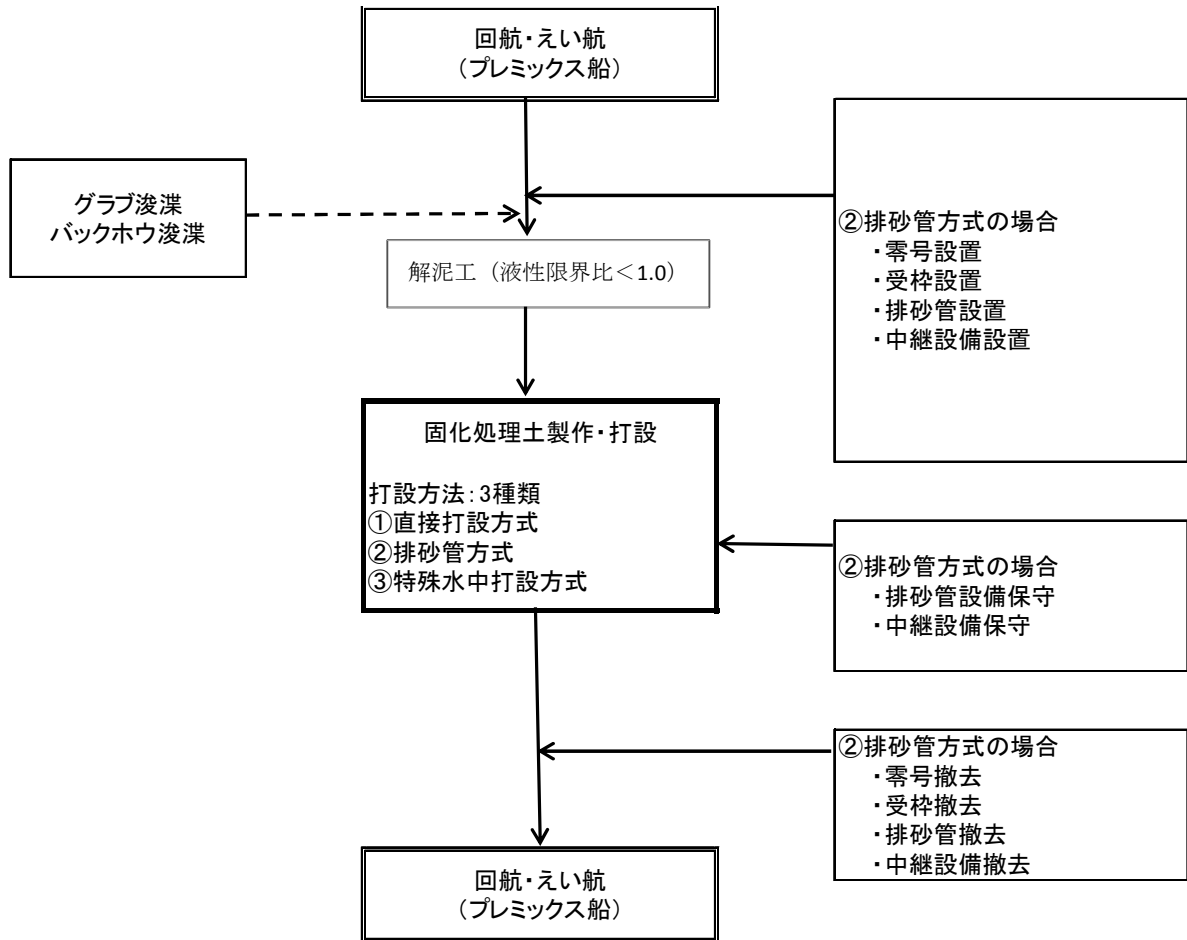 回航・えい航
（プレミックス船）
グラブ浚渫
バックホウ浚渫
②排砂管方式の場合
・零号設置
・受枠設置
・排砂管設置
・中継設備設置
解泥工（液性限界比＜1.0）
固化処理土製作・打設
打設方法：3種類
①直接打設方式
②排砂管方式
③特殊水中打設方式
②排砂管方式の場合
・排砂管設備保守
・中継設備保守
②排砂管方式の場合
・零号撤去
・受枠撤去
・排砂管撤去
・中継設備撤去
回航・えい航
（プレミックス船）